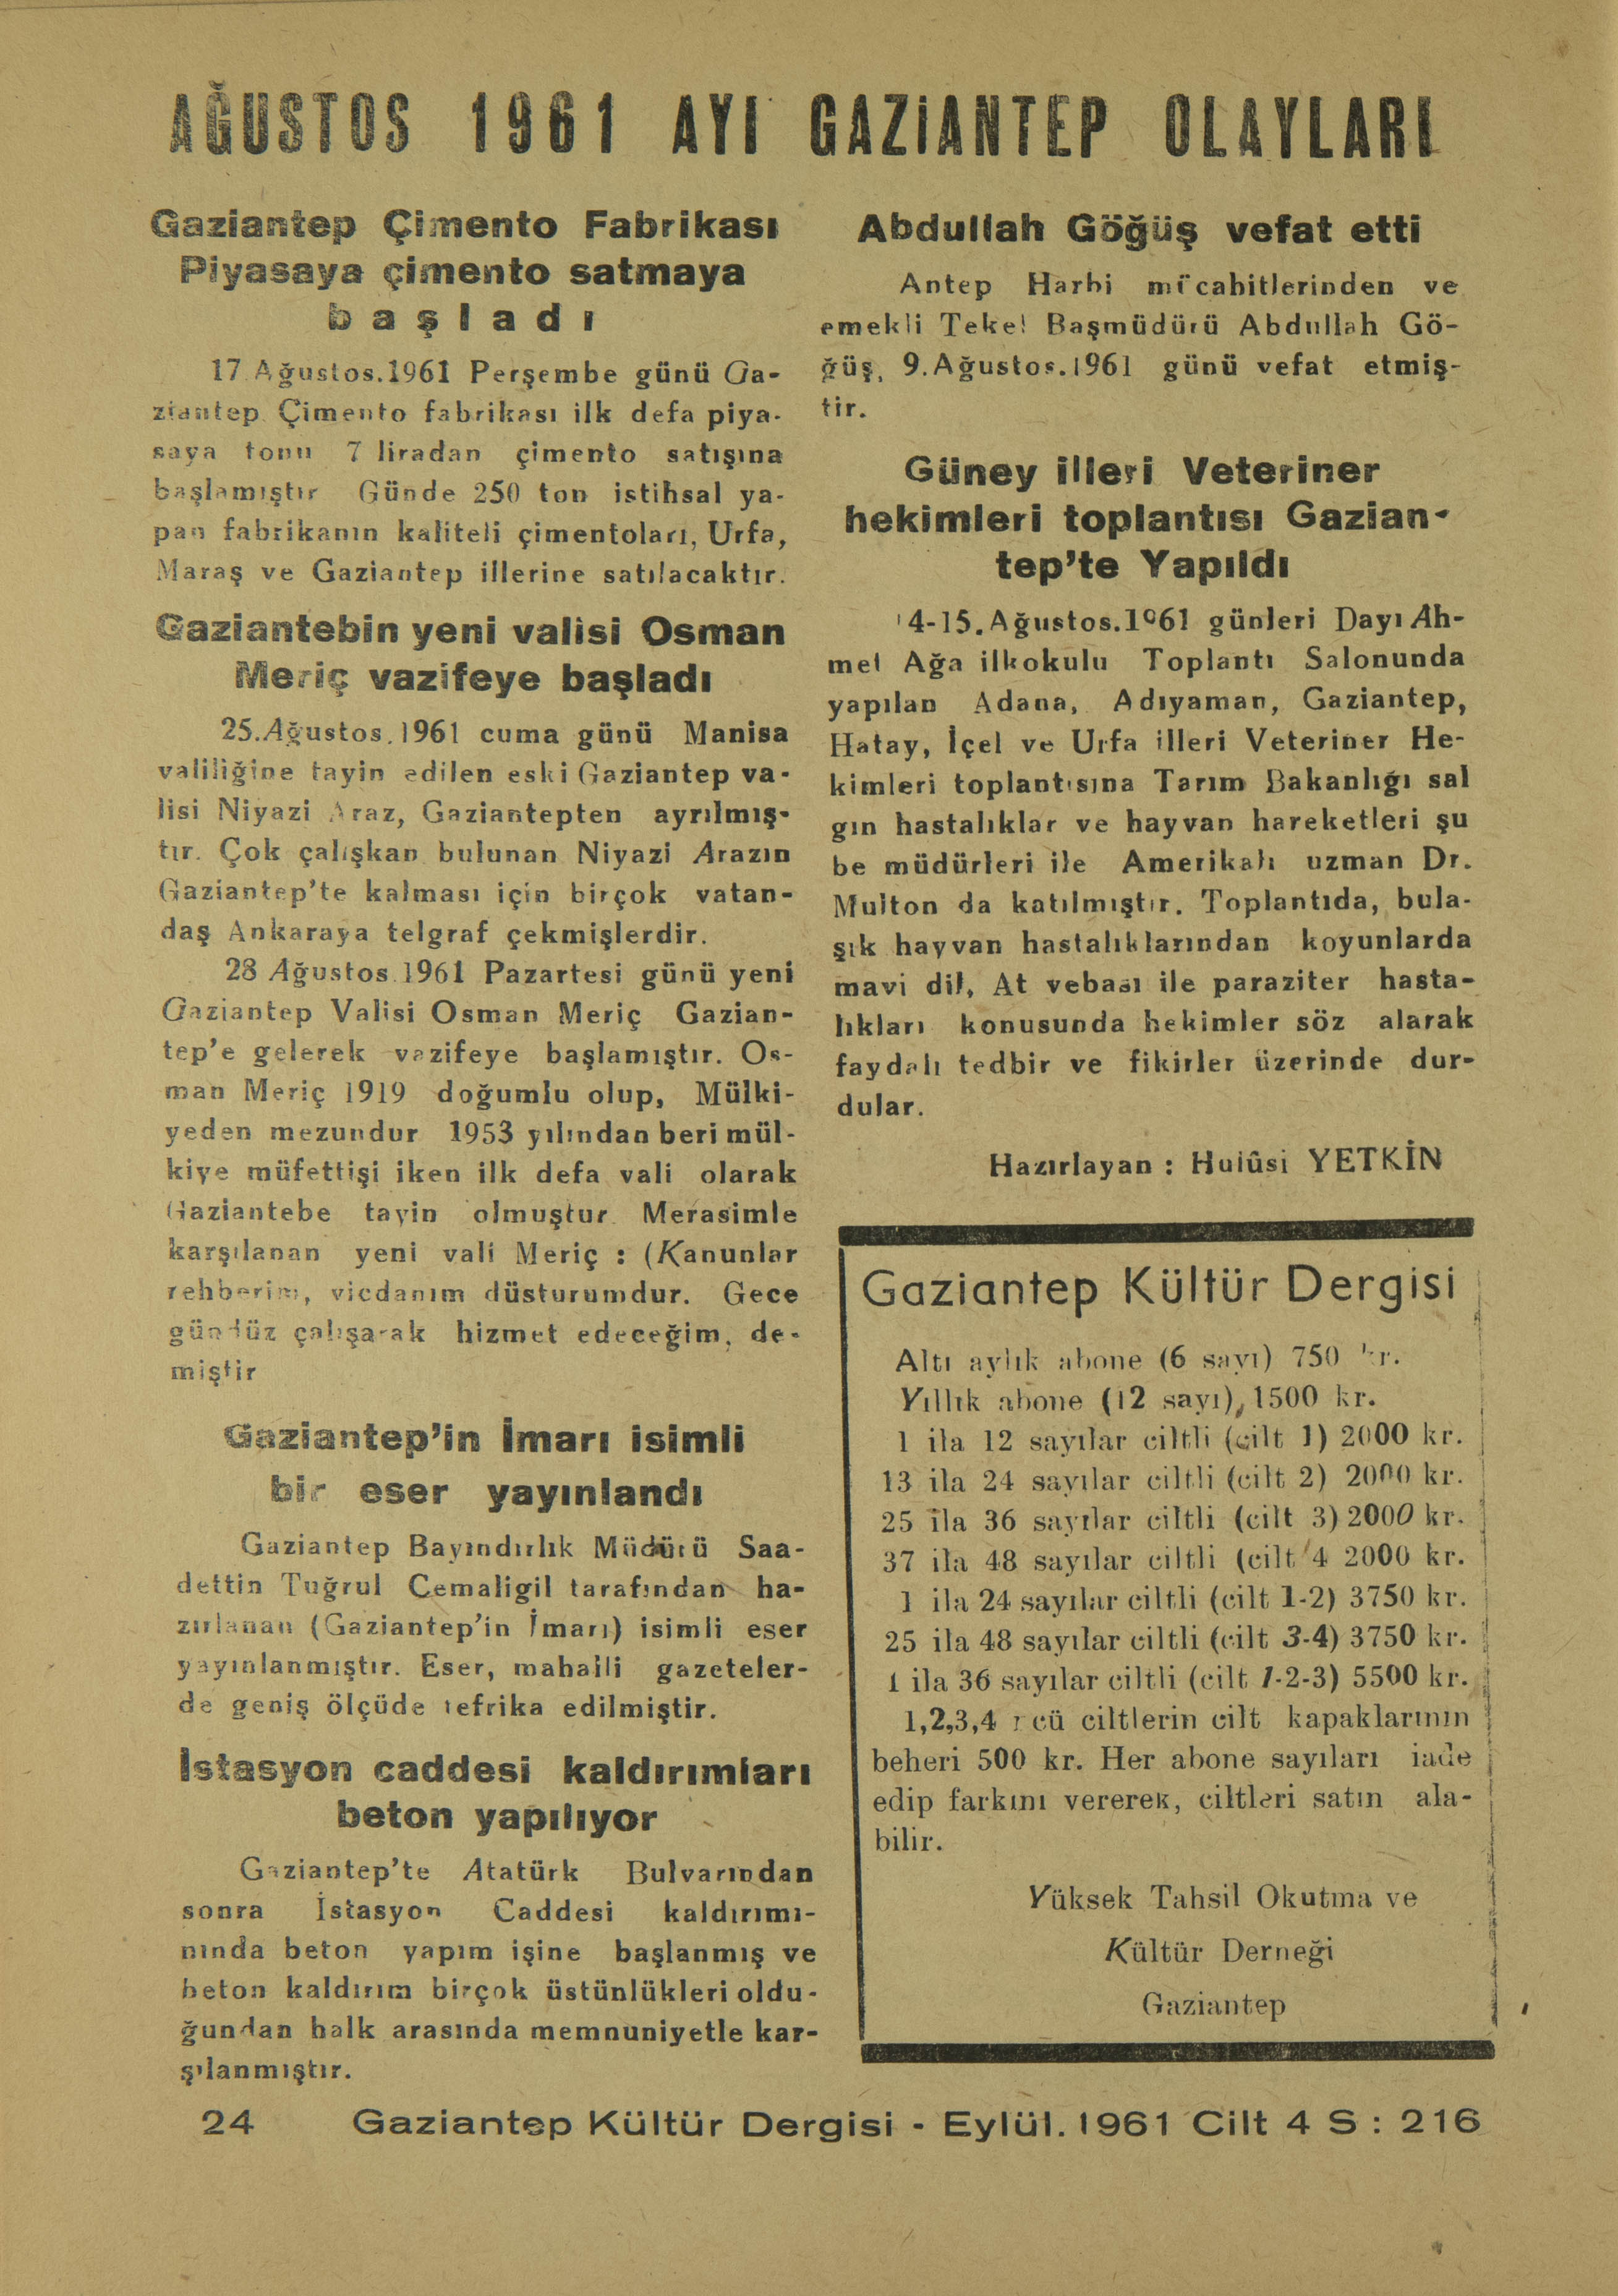 AĞUSTOS 1961 AYI GAZİANTEP OLAYLARI
Gaziantep Çimento Fabrikası
Piyasaya çimento satmaya
başladı
17 Ağustos.1961 Perşembe günü Ga-
ziantep Çimento fabrikası ilk defa piya-
saya tonu 7 liradan çimento satışına
başlamıştır Günde 250 ton istihsal ya-
pan fabrikanın kaliteli çimentoları, Urfa,
Maraş ve Gaziantep illerine satılacaktır.
Gaziantebin yeni valisi Osman
Meriç vazifeye başladı
25.Ağustos.1961 cuma günü Manisa
valiliğine tayin edilen eski Gaziantep va-
lisi Niyazi Araz, Gaziantepten ayrılmış-
tır. Çok çalışkan bulunan Niyazi Arazın
Gaziantep'te kalması için birçok vatan-
daş Ankaraya telgraf çekmişlerdir.
28 Ağustos.1961 Pazartesi günü yeni
Gaziantep Valisi Osman Meriç Gazian-
tep'e gelerek vazifeye başlamıştır. Os-
man Meriç 1919 doğumlu olup, Mülki-
yeden mezundur 1953 yılından beri mül-
kiye müfettişi iken ilk defa vali olarak
Gaziantebe tayin olmuştur. Merasimle
karşılanan yeni vali Meriç : (Kanunlar
rehberim, vicdanım düsturumdur. Gece
gündüz çalışarak hizmet edeceğim, de-
miştir
Gaziantep'in İmarı isimli
bir eser yayınlandı
Gaziantep Bayındırlık Müdürü Saa-
dettin Tuğrul Cemaligil tarafından ha-
zırlanan (Gaziantep'in İmarı) isimli eser
yayınlanmıştır. Eser, mahalli gazeteler-
de geniş ölçüde tefrika edilmiştir.
İstasyon caddesi kaldırımları
beton yapılıyor
Gaziantep'te Atatürk Bulvarından
sonra İstasyon Caddesi kaldırımı-
nında beton yapım işine başlanmış ve
beton kaldırım birçok üstünlükleri oldu-
ğundan halk arasında memnuniyetle kar-
şılanmıştır.
Abdullah Göğüş vefat etti
Antep Harbi mücahitlerinden ve
emekli Tekel Başmüdürü Abdullah Gö-
ğüş, 9.Ağustos.1961 günü vefat etmiş-
tir.
Güney illeri Veteriner
hekimleri toplantısı Gazian-
tep'te Yapıldı
14-15.Ağustos.1961 günleri Dayı Ah-
met Ağa ilkokulu Toplantı Salonunda
yapılan Adana, Adıyaman, Gaziantep,
Hatay, İçel ve Urfa illeri Veteriner He-
kimleri toplantısına Tarım Bakanlığı sal
gın hastalıklar ve hayvan hareketleri şu
be müdürleri ile Amerikalı uzman Dr.
Multon da katılmıştır. Toplantıda, bula-
şık hayvan hastalıklarından koyunlarda
mavi dil, At vebası ile paraziter hasta-
lıkları konusunda hekimler söz alarak
faydalı tedbir ve fikirler üzerinde dur-
dular.
Hazırlayan : Hulûsi YETKİN
Gaziantep Kültür Dergisi
Altı aylık abone (6 sayı) 750 kr.
Yıllık abone (12 sayı), 1500 kr.
1 ila 12 sayılar ciltli (cilt 1) 2000 kr.
13 ila 24 sayılar ciltli (cilt 2) 2000 kr.
25 ila 36 sayılar ciltli (cilt 3) 2000 kr.
37 ila 48 sayılar ciltli (cilt 4 2000 kr.
1 ila 24 sayılar ciltli (cilt 1-2) 3750 kr.
25 ila 48 sayılar ciltli (cilt 3-4) 3750 kr.
1 ila 36 sayılar ciltli (cilt 1-2-3) 5500 kr.
1,2,3,4 cü ciltlerin cilt kapaklarının
beheri 500 kr. Her abone sayıları iade
edip farkını vererek, ciltleri satın ala-
bilir.
Yüksek Tahsil Okutma ve
Kültür Derneği
Gaziantep
24 Gaziantep Kültür Dergisi - Eylül. 1961 Cilt 4 S : 216